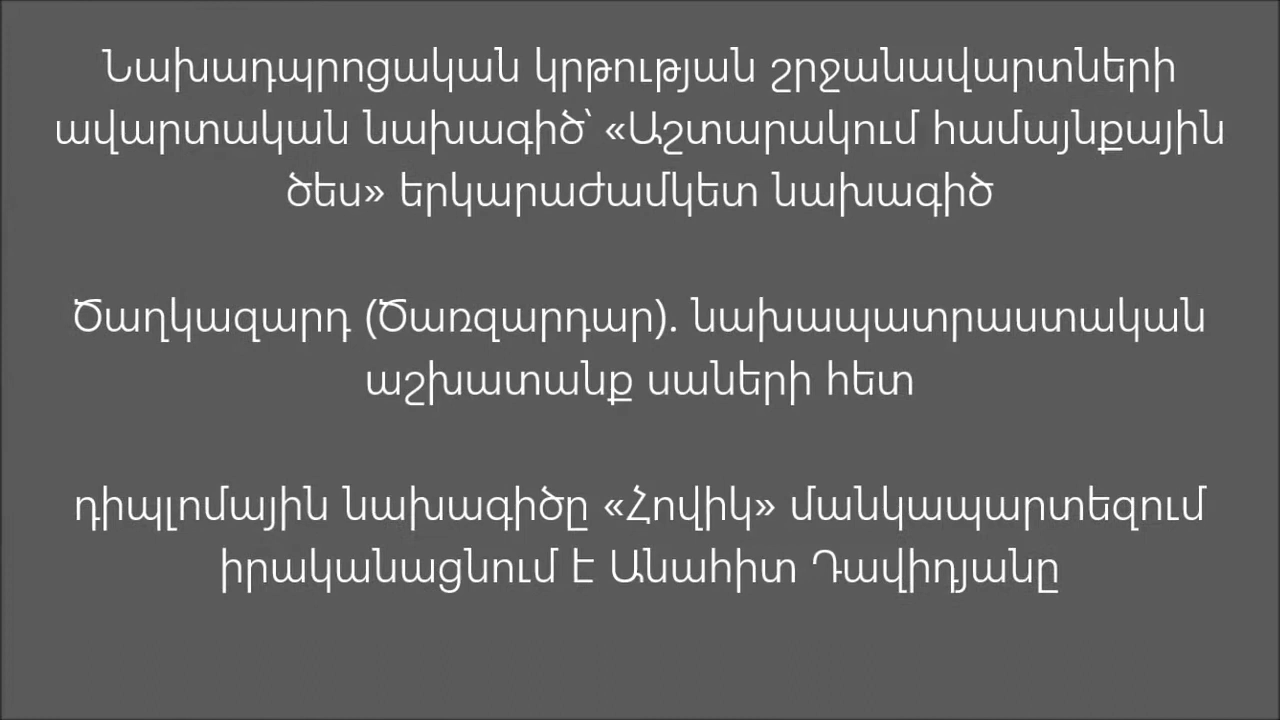 Նախադպրոցական կրթության շրջանավարտների
ավարտական նախագիծ՝ «Աշտարակում համայնքային
ծես» երկարաժամկետ նախագիծ
Ծաղկազարդ (Ծառզարդար). նախապատրաստական
աշխատանք սաների հետ
դիպլոմային նախագիծը «Հովիկ» մանկապարտեզում
իրականացնում է Անահիտ Դավիդյանը